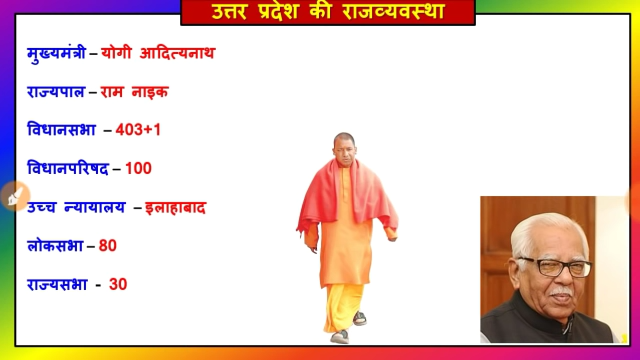 उत्तर प्रदेश की राजव्यवस्था
मुख्यमंत्री – योगी आदित्यनाथ
राज्यपाल – राम नाइक
विधानसभा – 403+1
विधानपरिषद – 100
उच्च न्यायालय – इलाहाबाद
लोकसभा – 80
राज्यसभा - 30